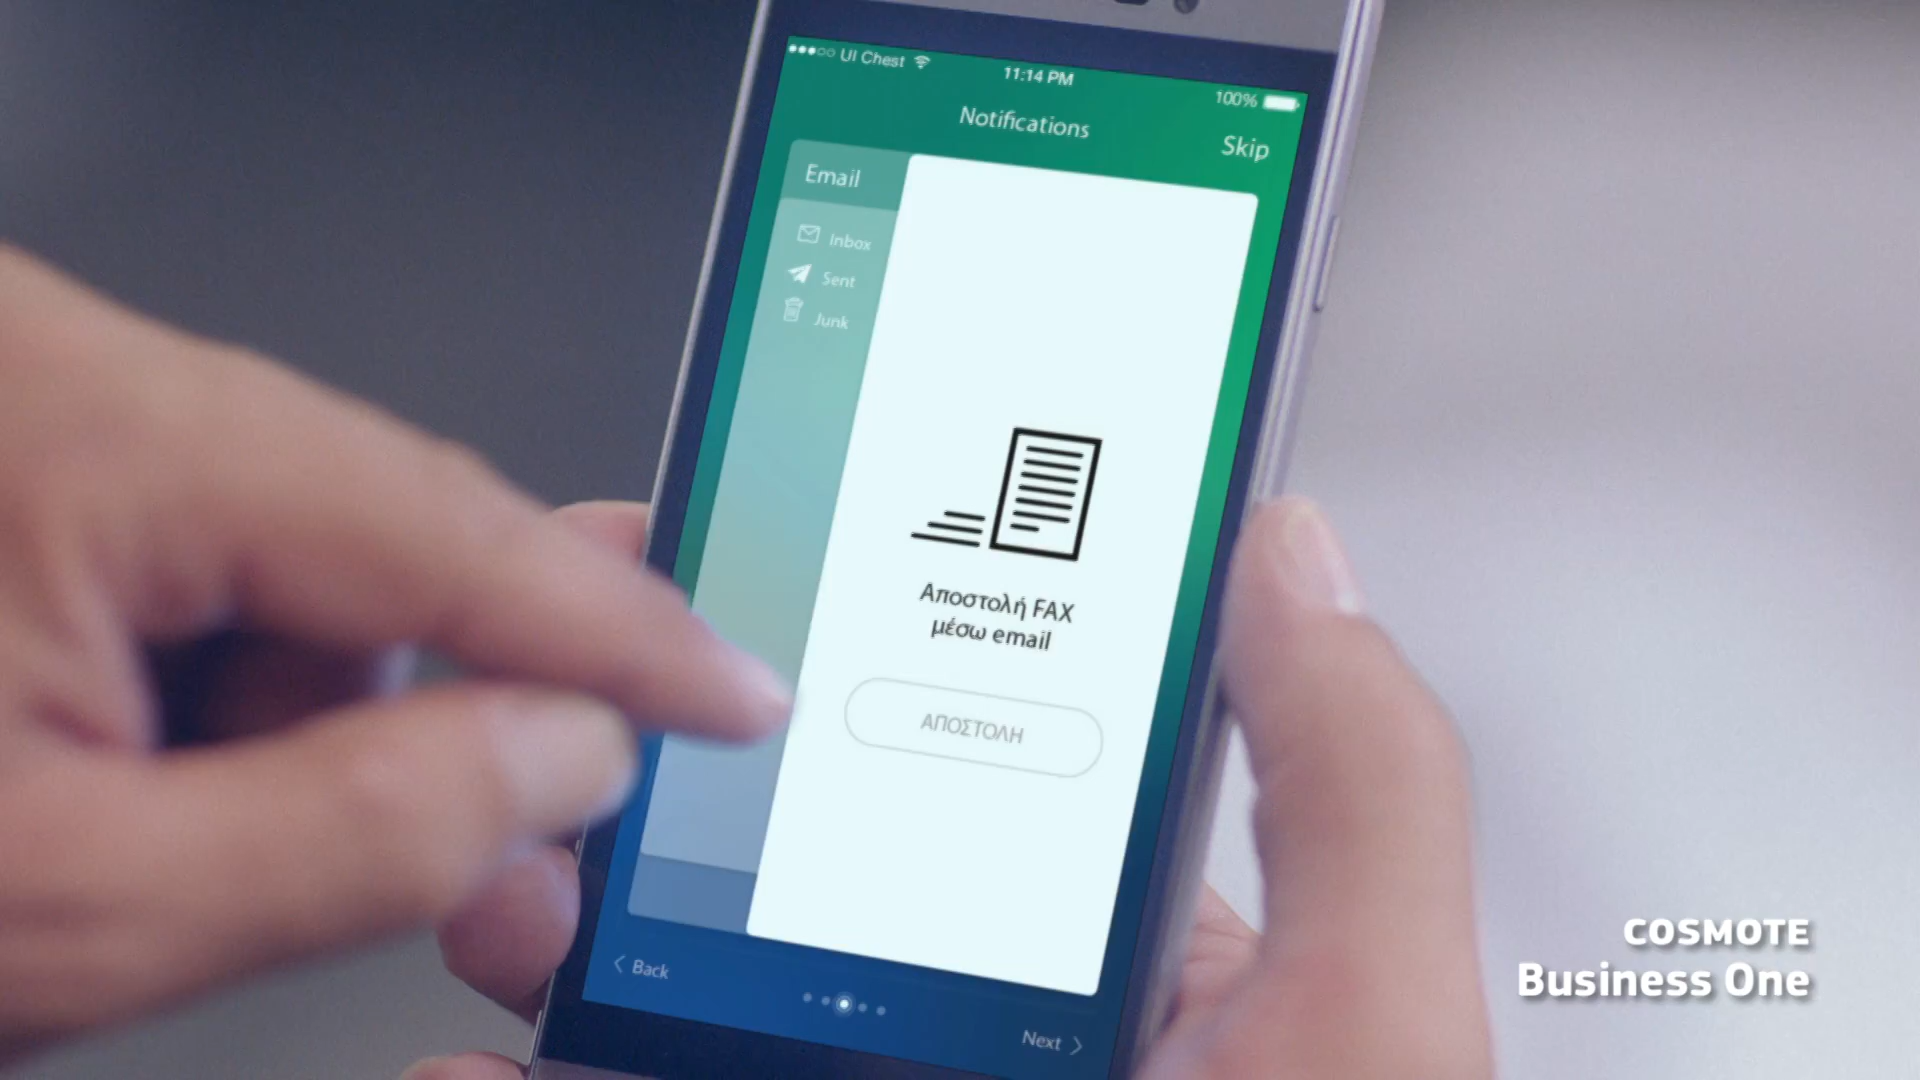 UI Chest
11:14 PM
100%
Notifications
Skip
Email
Inbox
Sent
Junk
Αποστολή FAX
μέσω email
ΑΠΟΣΤΟΛΗ
Back
Next
COSMOTE
Business One